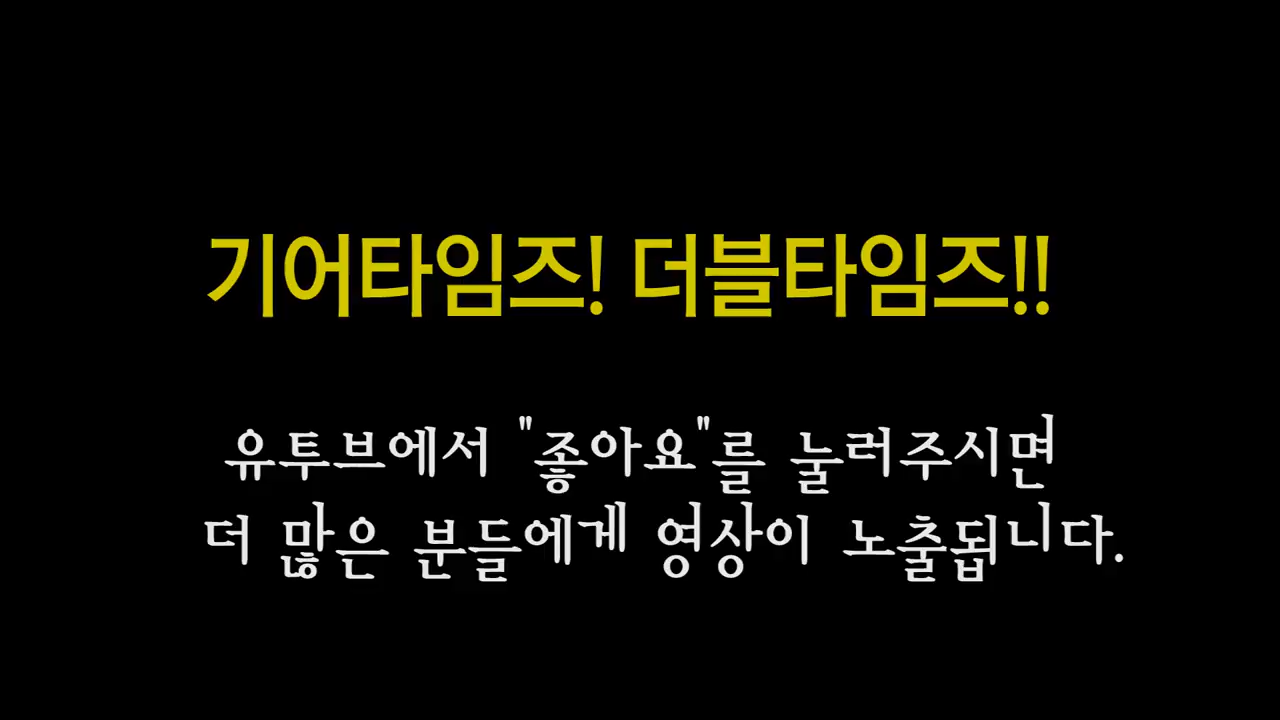 기어타임즈! 더블타임즈!!
유투브에서 "좋아요"를 눌러주시면
더 많은 분들에게 영상이 노출됩니다.